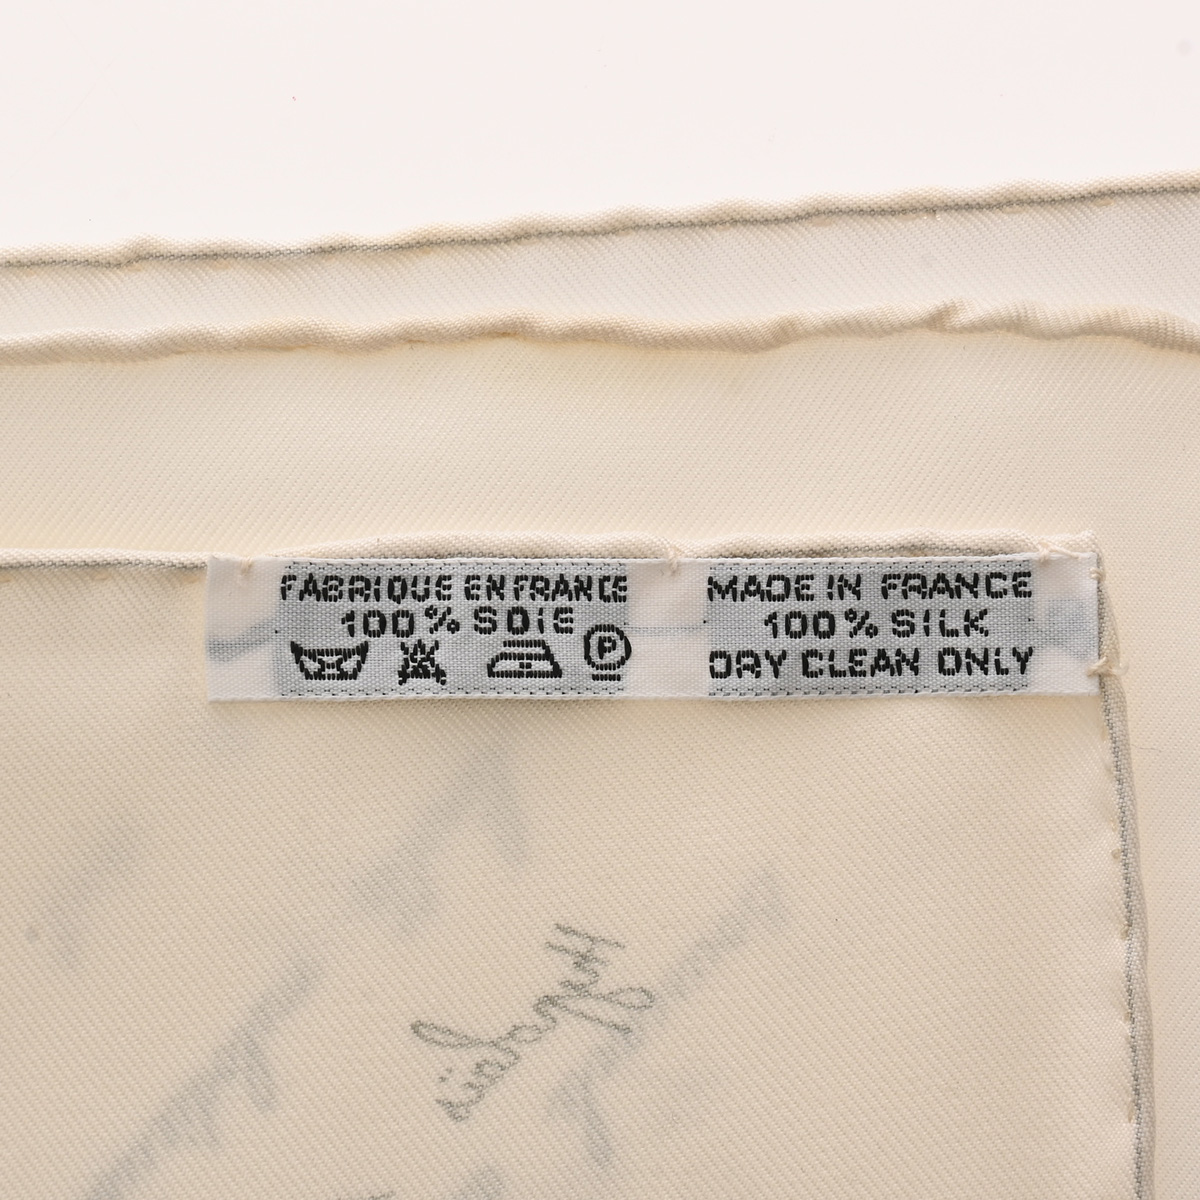 FABRIQUE EN FRANCE
100% SOIE
P
MADE IN FRANCE
100% SILK
DRY CLEAN ONLY